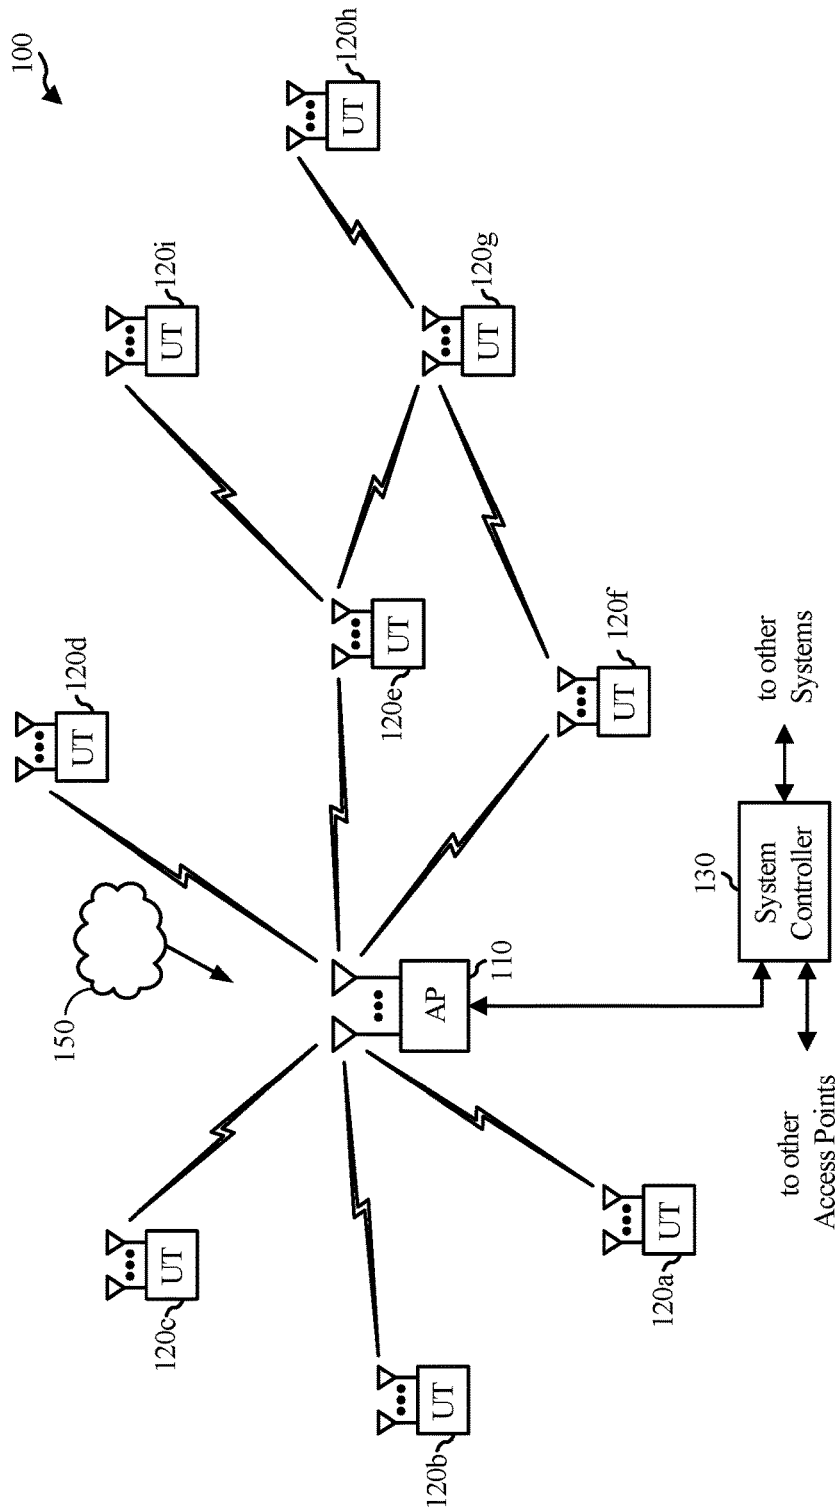 100
120d
UT
120i
UT
120h
UT
150
120c
UT
120e
UT
120g
UT
120b
UT
AP
110
120f
UT
120a
UT
130
System
Controller
to other
Access Points
to other
Systems